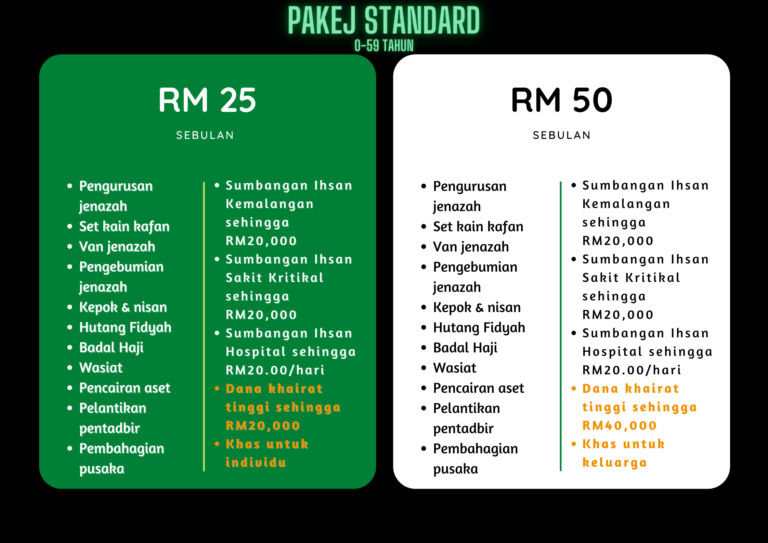 PAKEJ STANDARD
0-59 TAHUN
RM 25
SEBULAN
Pengurusan
jenazah
Set kain kafan
Van jenazah
Pengebumian
jenazah
Kepok & nisan
Hutang Fidyah
Badal Haji
Wasiat
Pencairan aset
Pelantikan
pentadbir
Pembahagian
pusaka
Sumbangan Ihsan
Kemalangan
sehingga
RM20,000
Sumbangan Ihsan
Sakit Kritikal
sehingga
RM20,000
Sumbangan Ihsan
Hospital sehingga
RM20.00/hari
Dana khairat
tinggi sehingga
RM20,000
Khas untuk
individu
RM 50
SEBULAN
Pengurusan
jenazah
Set kain kafan
Van jenazah
Pengebumian
jenazah
Kepok & nisan
Hutang Fidyah
Badal Haji
Wasiat
Pencairan aset
Pelantikan
pentadbir
Pembahagian
pusaka
Sumbangan Ihsan
Kemalangan
sehingga
RM20,000
Sumbangan Ihsan
Sakit Kritikal
sehingga
RM20,000
Sumbangan Ihsan
Hospital sehingga
RM20.00/hari
Dana khairat
tinggi sehingga
RM40,000
Khas untuk
keluarga